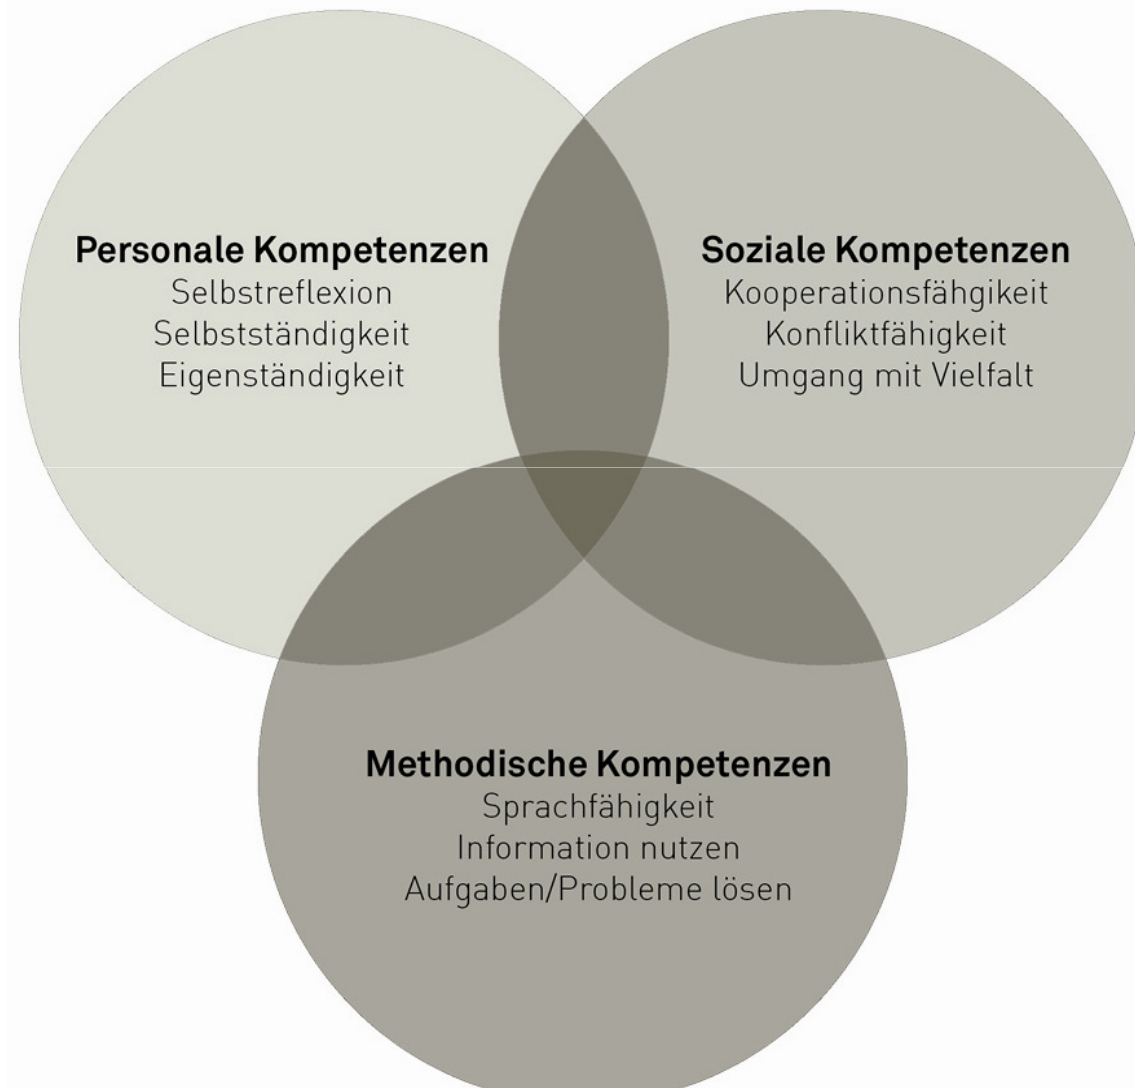 Personale Kompetenzen
Selbstreflexion
Selbstständigkeit
Eigenständigkeit
Soziale Kompetenzen
Kooperationsfähgikeit
Konfliktfähigkeit
Umgang mit Vielfalt
Methodische Kompetenzen
Sprachfähigkeit
Information nutzen
Aufgaben/Probleme lösen